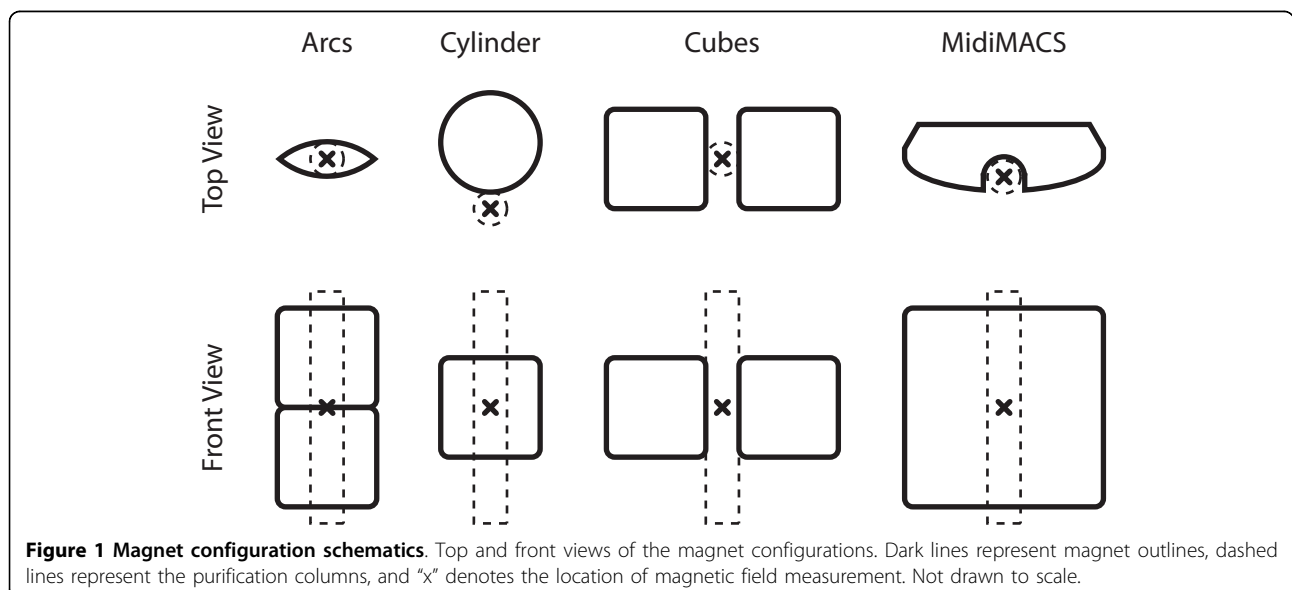 Arcs Cylinder Cubes MidiMACS
Top View
Front View
Figure 1 Magnet configuration schematics. Top and front views of the magnet configurations. Dark lines represent magnet outlines, dashed
lines represent the purification columns, and “x” denotes the location of magnetic field measurement. Not drawn to scale.